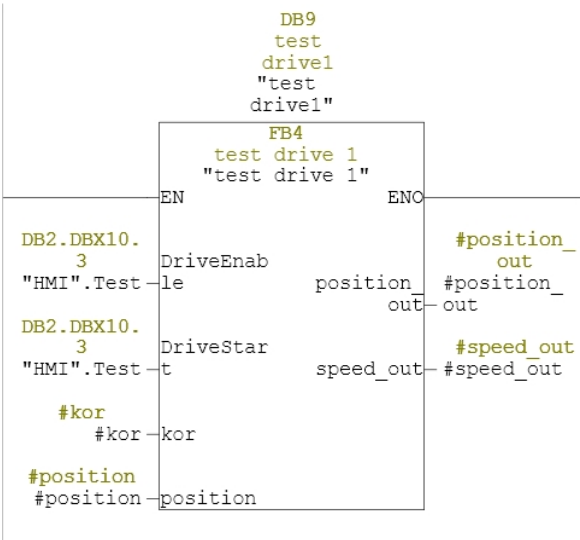 DB9
test
drive1
"test
drive1"
FB4
test drive 1
"test drive 1"
EN ENO
DB2.DBX10.
3
"HMI".Test
DriveEnab
le
position_
out
#position_
out
#position_
out
DB2.DBX10.
3
"HMI".Test
DriveStar
t
speed_out
#speed_out
#speed_out
#kor
#kor
kor
#position
#position
position